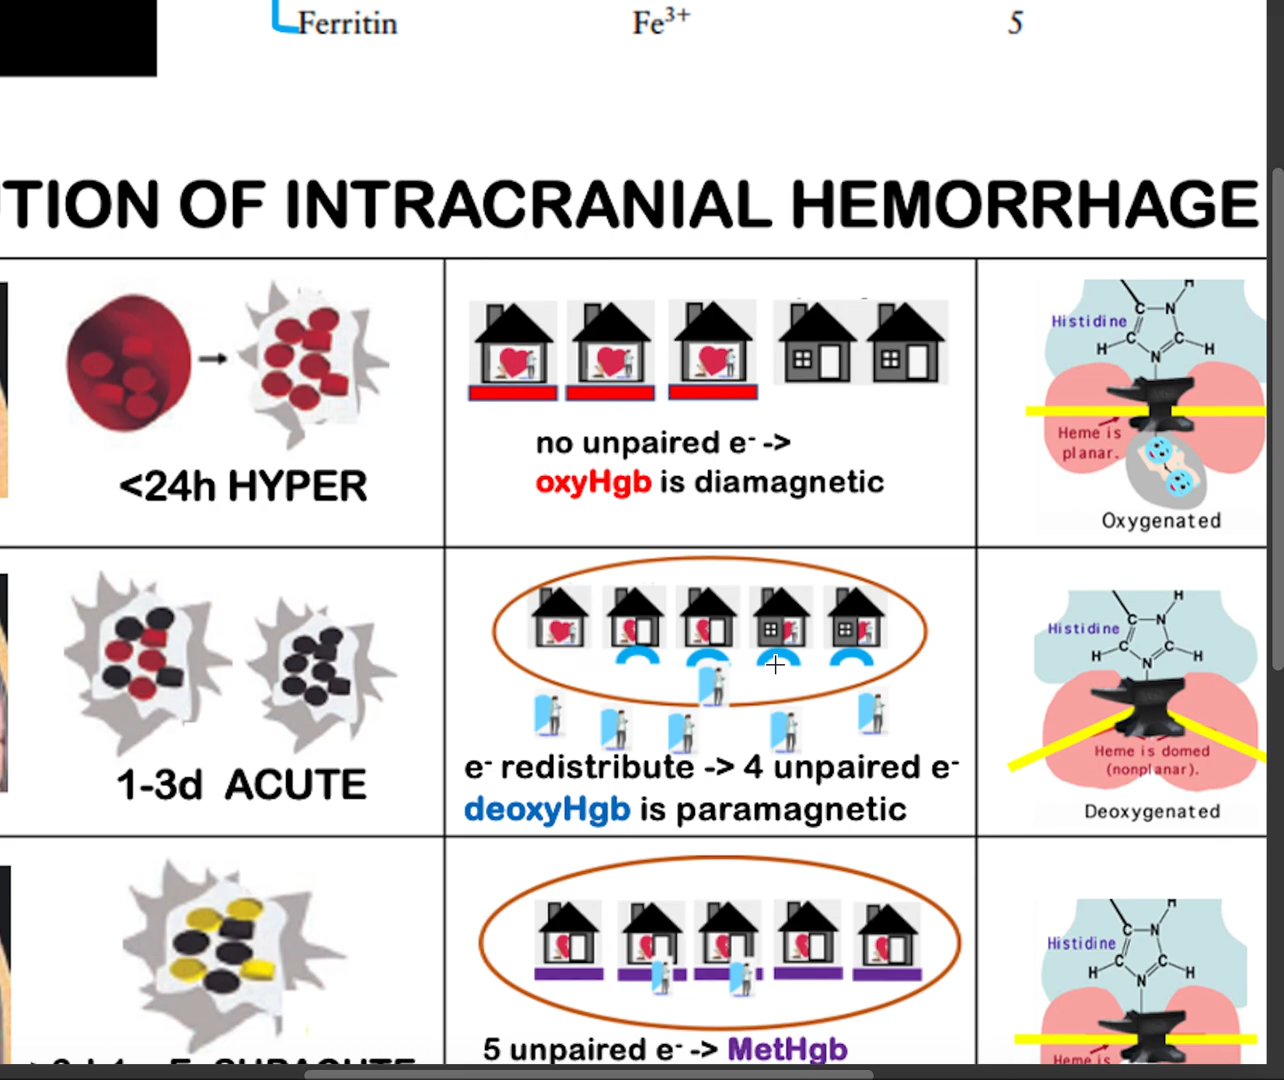 Ferritin Fe³⁺ 5
TION OF INTRACRANIAL HEMORRHAGE
<24h HYPER
no unpaired e⁻ ->
oxyHgb is diamagnetic
Histidine
H
C N
H C C H
N
Heme is
planar.
Oxygenated
1-3d ACUTE
e⁻ redistribute -> 4 unpaired e⁻
deoxyHgb is paramagnetic
Histidine
H
C N
H C C H
N
Heme is domed
(nonplanar).
Deoxygenated
5 unpaired e⁻ -> MetHgb
Histidine
H
C N
H C C H
N
Heme is